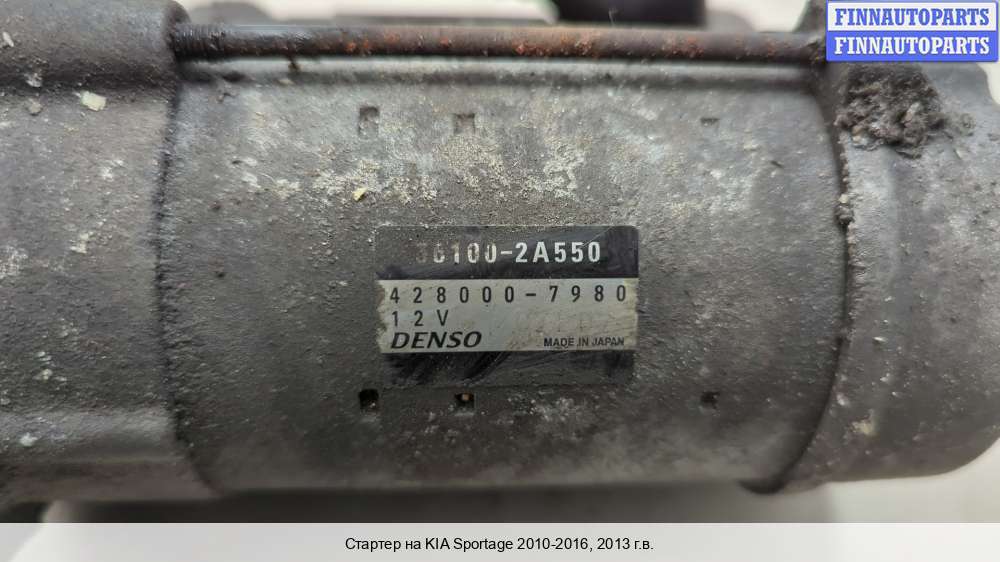 FINNAUTOPARTS
FINNAUTOPARTS
36100-2A550
428000-7980
12V
DENSO MADE IN JAPAN
Стартер на KIA Sportage 2010-2016, 2013 г.в.